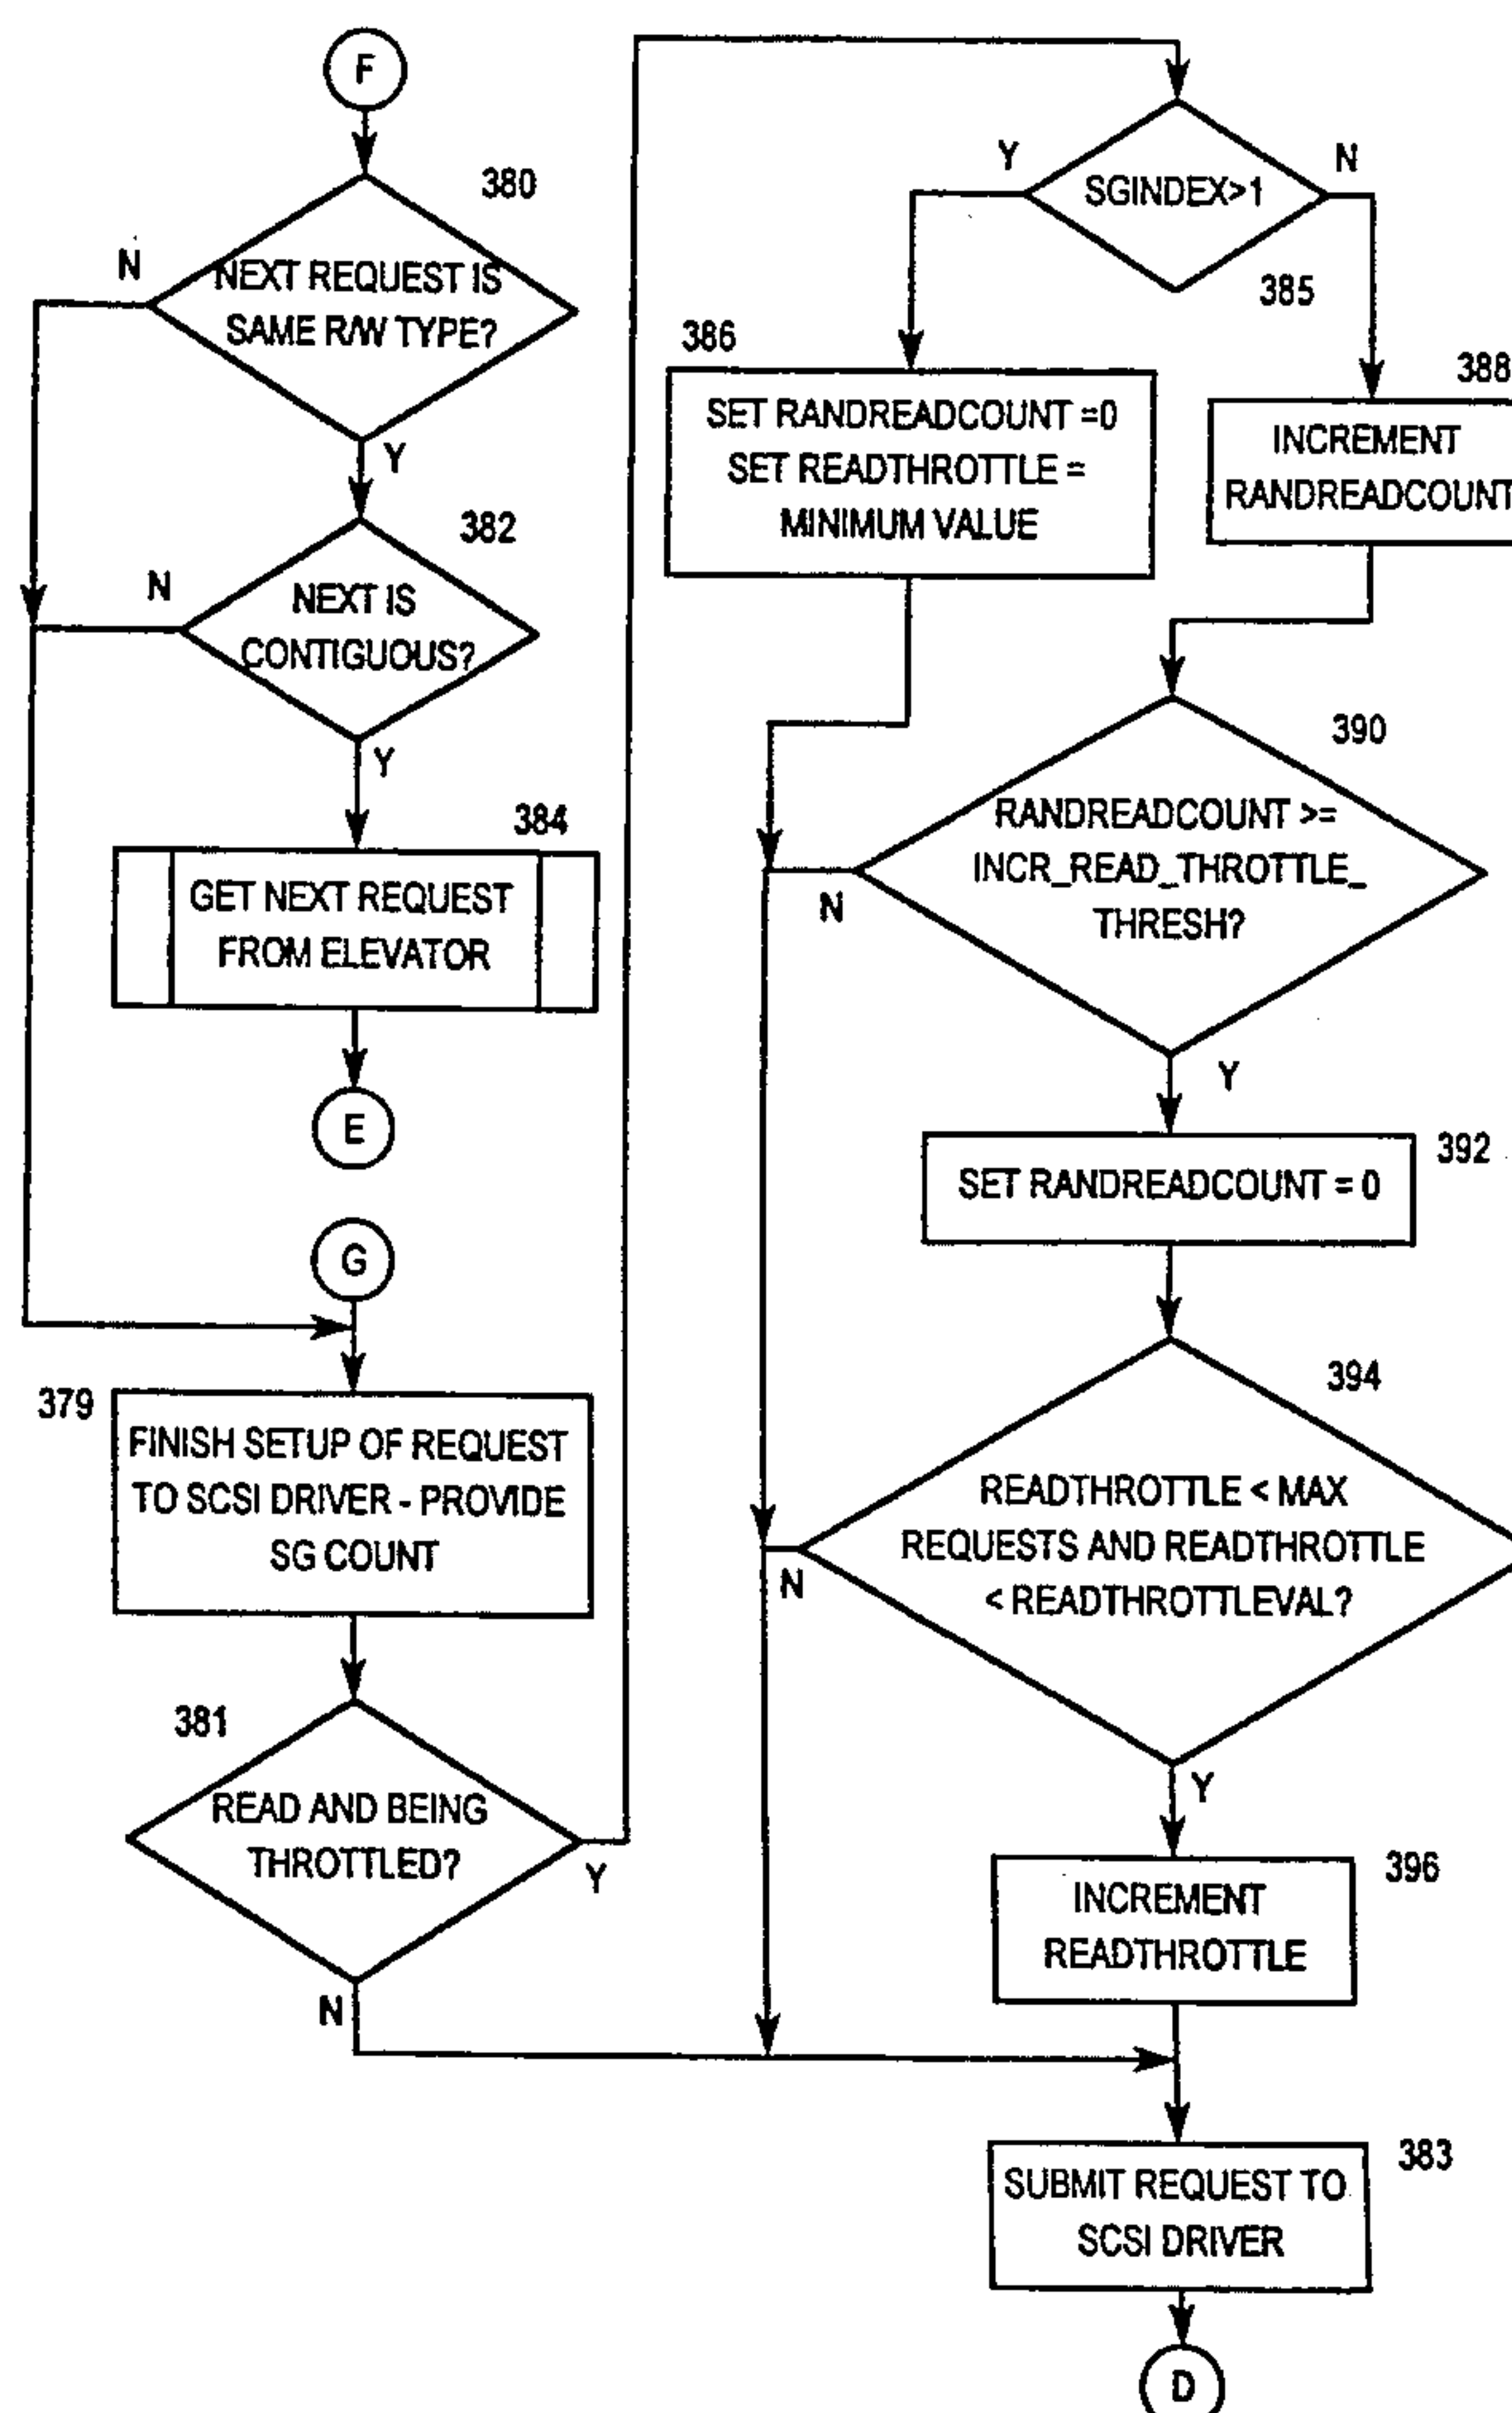 F
380
N
NEXT REQUEST IS
SAME R/W TYPE?
Y
382
N
NEXT IS
CONTIGUOUS?
Y
384
GET NEXT REQUEST
FROM ELEVATOR
E
G
379
FINISH SETUP OF REQUEST
TO SCSI DRIVER - PROVIDE
SG COUNT
381
READ AND BEING
THROTTLED?
Y
N
Y
N
SGINDEX>1
385
386
SET RANDREADCOUNT =0
SET READTHROTTLE =
MINIMUM VALUE
388
INCREMENT
RANDREADCOUNT
390
RANDREADCOUNT >=
INCR_READ_THROTTLE_
THRESH?
N
Y
392
SET RANDREADCOUNT = 0
394
READTHROTTLE < MAX
REQUESTS AND READTHROTTLE
< READTHROTTLEVAL?
N
Y
396
INCREMENT
READTHROTTLE
383
SUBMIT REQUEST TO
SCSI DRIVER
D